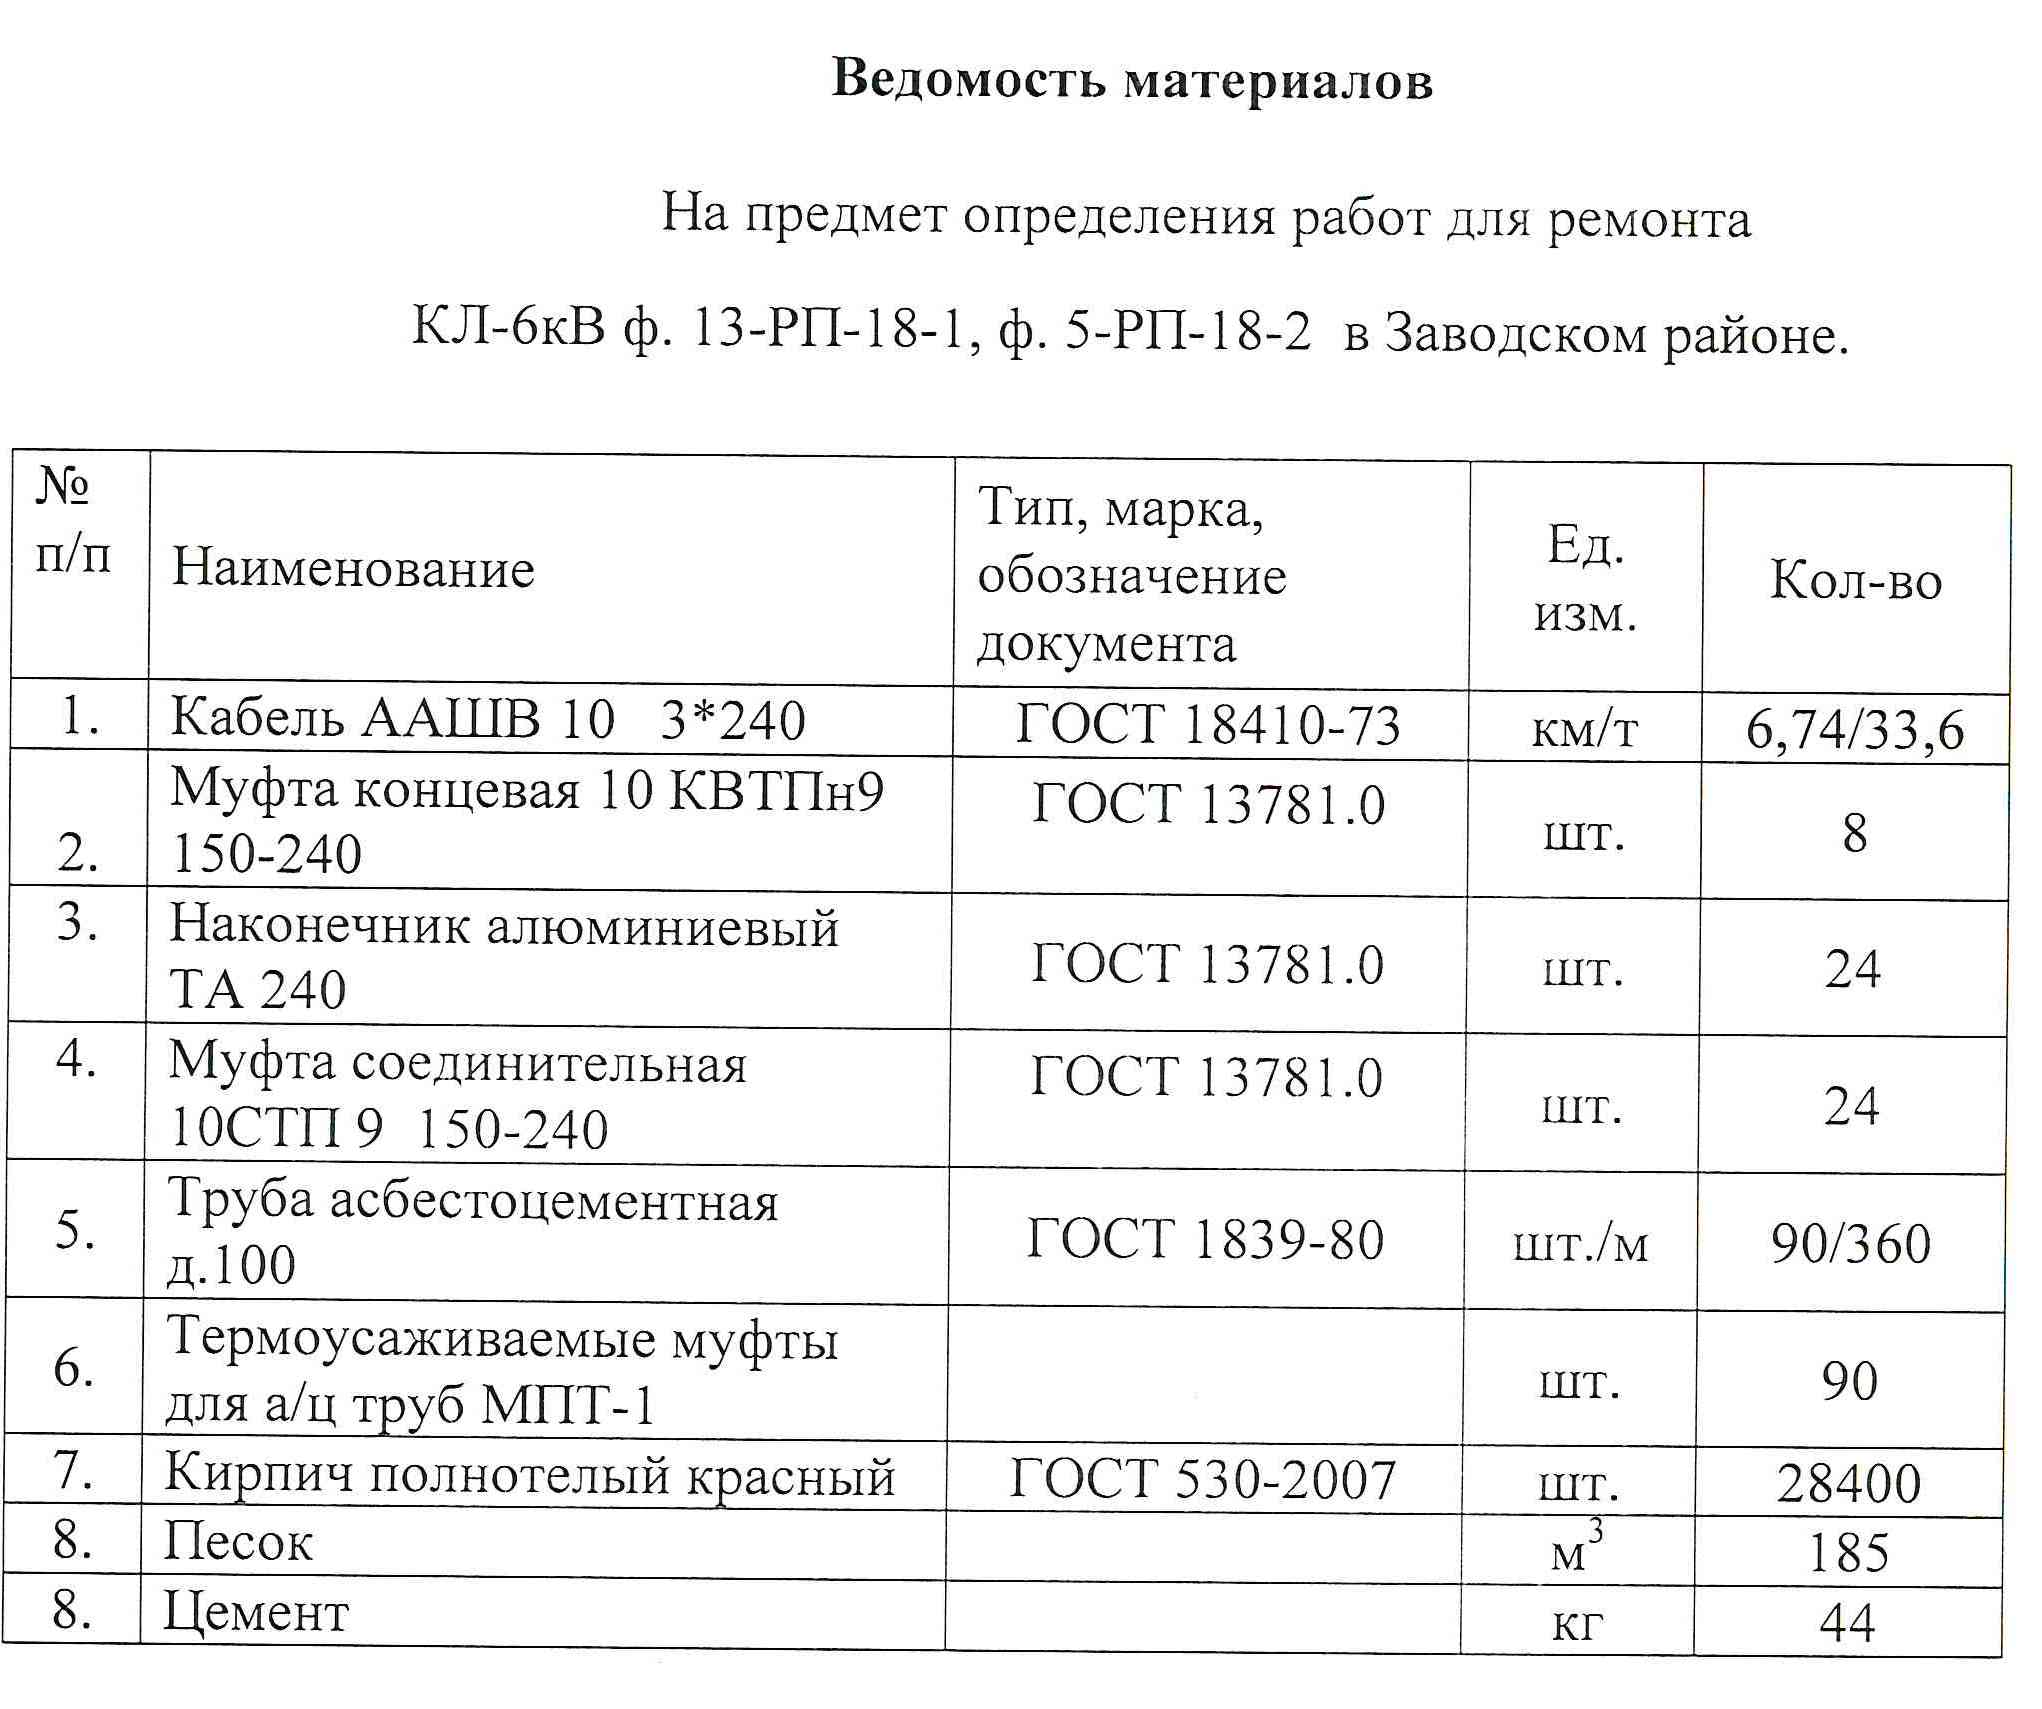 Ведомость материалов
На предмет определения работ для ремонта
КЛ-6кВ ф. 13-РП-18-1, ф. 5-РП-18-2 в Заводском районе.
№ п/п Наименование Тип, марка, обозначение документа Ед. изм. Кол-во
1. Кабель ААШВ 10 3*240 ГОСТ 18410-73 км/т 6,74/33,6
2. Муфта концевая 10 КВТПн9 150-240 ГОСТ 13781.0 шт. 8
3. Наконечник алюминиевый ТА 240 ГОСТ 13781.0 шт. 24
4. Муфта соединительная 10СТП 9 150-240 ГОСТ 13781.0 шт. 24
5. Труба асбестоцементная д.100 ГОСТ 1839-80 шт./м 90/360
6. Термоусаживаемые муфты для а/ц труб МПТ-1 шт. 90
7. Кирпич полнотелый красный ГОСТ 530-2007 шт. 28400
8. Песок м³ 185
8. Цемент кг 44